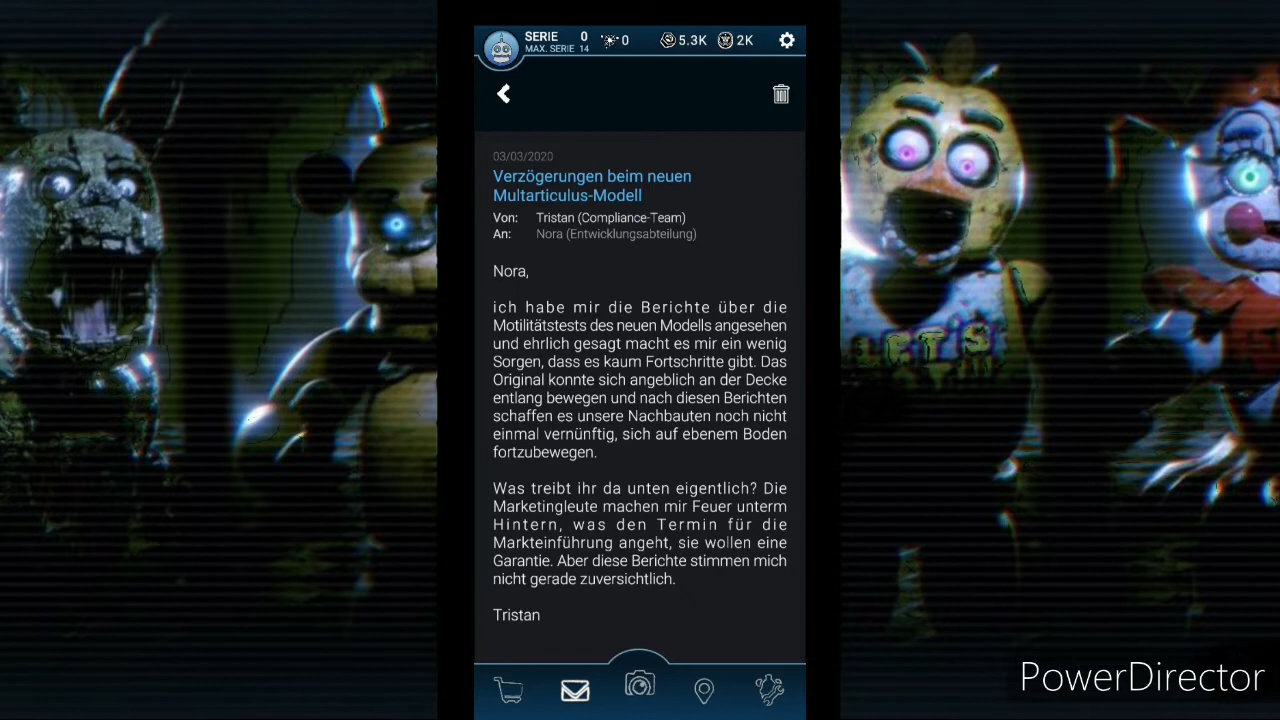 SERIE 0
MAX. SERIE 14
0
5.3K
2K
03/03/2020
Verzögerungen beim neuen
Multarticulus-Modell
Von: Tristan (Compliance-Team)
An: Nora (Entwicklungsabteilung)
Nora,
ich habe mir die Berichte über die
Motilitätstests des neuen Modells angesehen
und ehrlich gesagt macht es mir ein wenig
Sorgen, dass es kaum Fortschritte gibt. Das
Original konnte sich angeblich an der Decke
entlang bewegen und nach diesen Berichten
schaffen es unsere Nachbauten noch nicht
einmal vernünftig, sich auf ebenem Boden
fortzubewegen.
Was treibt ihr da unten eigentlich? Die
Marketingleute machen mir Feuer unterm
Hintern, was den Termin für die
Markteinführung angeht, sie wollen eine
Garantie. Aber diese Berichte stimmen mich
nicht gerade zuversichtlich.
Tristan
PowerDirector